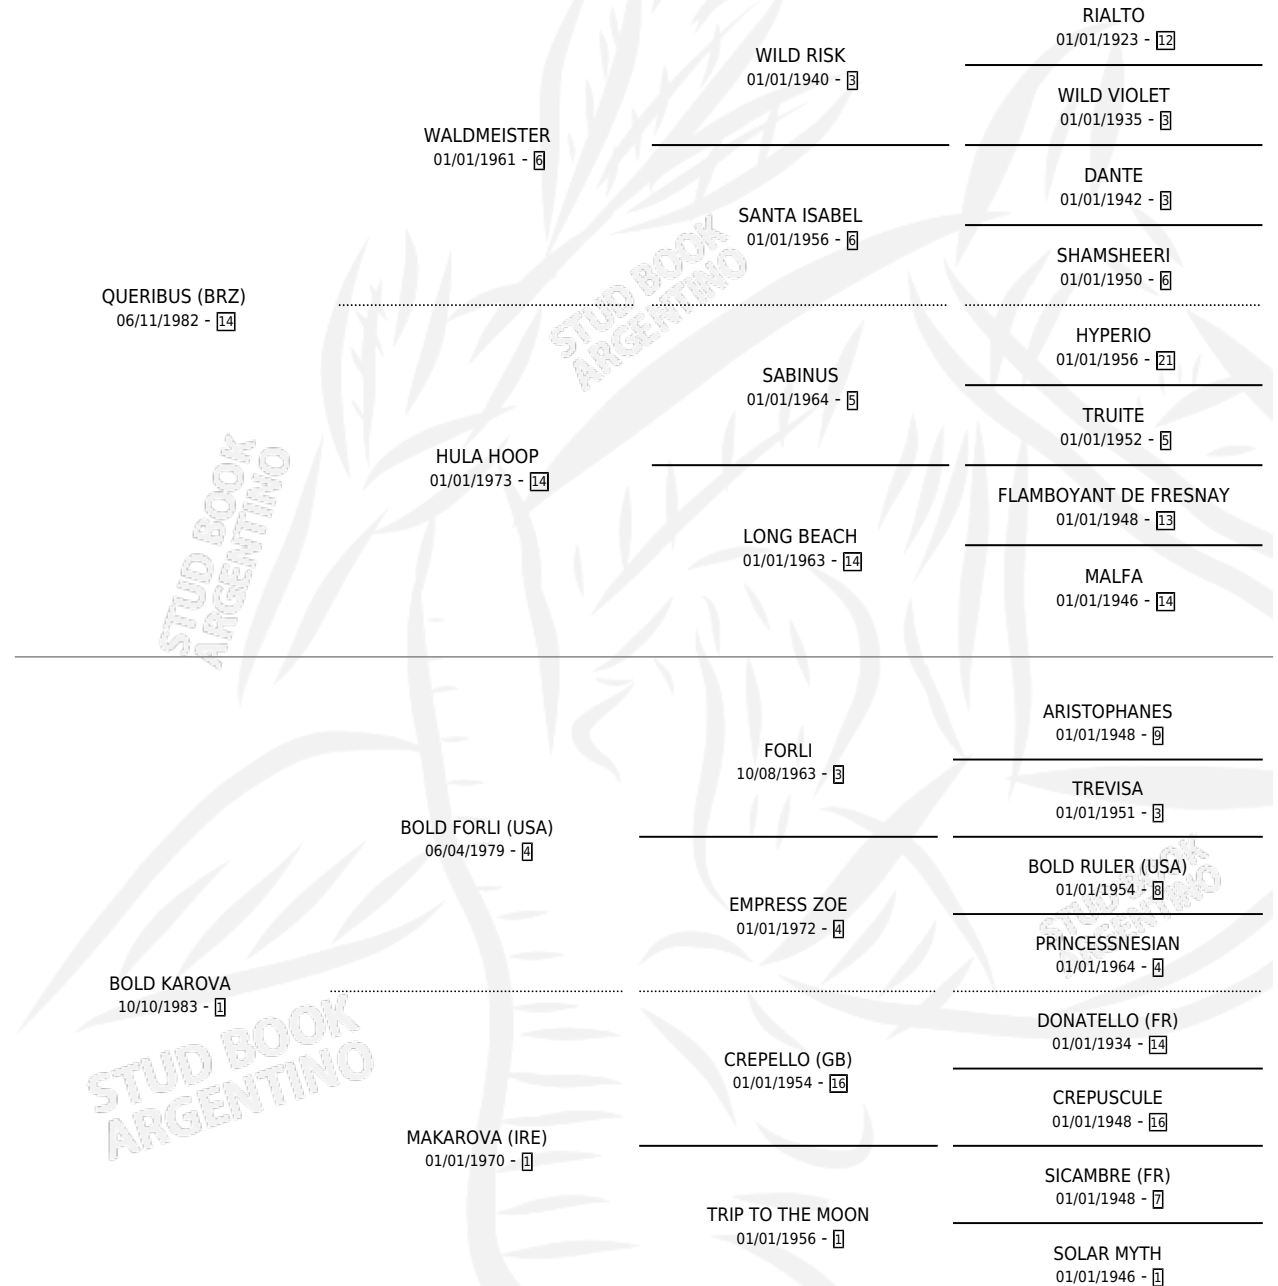 RIALTO
01/01/1923 - 12
WILD RISK
01/01/1940 - 3
WILD VIOLET
01/01/1935 - 3
WALDMEISTER
01/01/1961 - 6
DANTE
01/01/1942 - 3
SANTA ISABEL
01/01/1956 - 6
SHAMSHEERI
01/01/1950 - 6
QUERIBUS (BRZ)
06/11/1982 - 14
HYPERIO
01/01/1956 - 21
SABINUS
01/01/1964 - 5
TRUITE
01/01/1952 - 5
HULA HOOP
01/01/1973 - 14
FLAMBOYANT DE FRESNAY
01/01/1948 - 13
LONG BEACH
01/01/1963 - 14
MALFA
01/01/1946 - 14
ARISTOPHANES
01/01/1948 - 9
FORLI
10/08/1963 - 3
TREVISA
01/01/1951 - 3
BOLD FORLI (USA)
06/04/1979 - 4
BOLD RULER (USA)
01/01/1954 - 8
EMPRESS ZOE
01/01/1972 - 4
PRINCESSNESIAN
01/01/1964 - 4
BOLD KAROVA
10/10/1983 - 1
DONATELLO (FR)
01/01/1934 - 14
CREPELLO (GB)
01/01/1954 - 16
CREPUSCULE
01/01/1948 - 16
MAKAROVA (IRE)
01/01/1970 - 1
SICAMBRE (FR)
01/01/1948 - 7
TRIP TO THE MOON
01/01/1956 - 1
SOLAR MYTH
01/01/1946 - 1
STUD BOOK
ARGENTINO
STUD BOOK
ARGENTINO
STUD BOOK
ARGENTINO
STUD BOOK
ARGENTINO